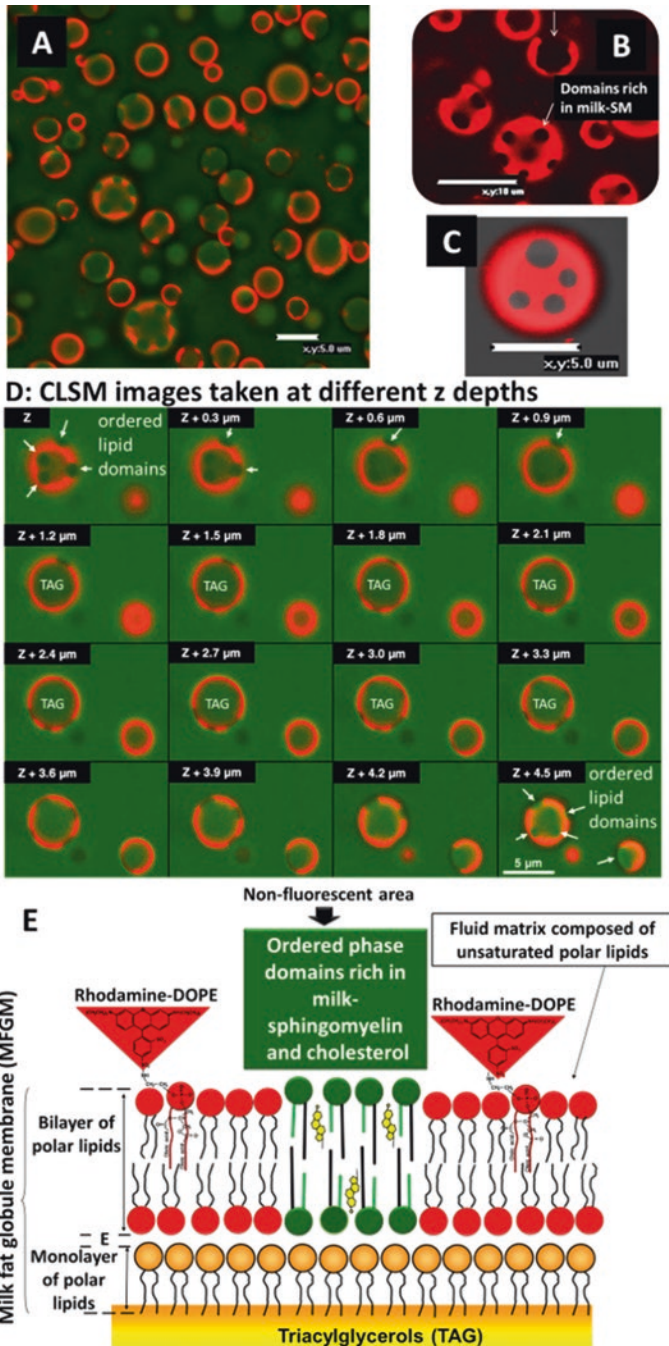 A
B
Domains rich
in milk-SM
x,y:10 um
C
x,y:5.0 um
x,y:5.0 um
D: CLSM images taken at different z depths
Z
ordered
lipid
domains
Z + 0.3 µm
Z + 0.6 µm
Z + 0.9 µm
Z + 1.2 µm
TAG
Z + 1.5 µm
TAG
Z + 1.8 µm
TAG
Z + 2.1 µm
TAG
Z + 2.4 µm
TAG
Z + 2.7 µm
TAG
Z + 3.0 µm
TAG
Z + 3.3 µm
TAG
Z + 3.6 µm
Z + 3.9 µm
Z + 4.2 µm
Z + 4.5 µm
ordered
lipid
domains
5 µm
E
Non-fluorescent area
Ordered phase
domains rich in
milk-
sphingomyelin
and cholesterol
Fluid matrix composed of
unsaturated polar lipids
Rhodamine-DOPE
Rhodamine-DOPE
Milk fat globule membrane (MFGM)
Bilayer of
polar lipids
E
Monolayer
of polar
lipids
Triacylglycerols (TAG)